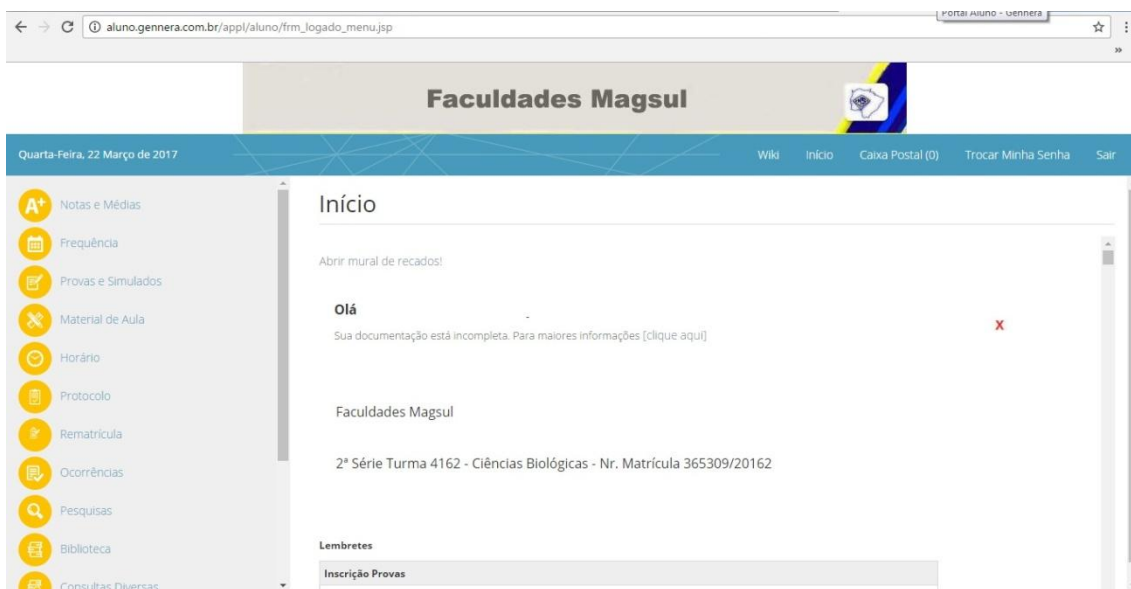 Portal Aluno - Gennera
aluno.gennera.com.br/appl/aluno/frm_logado_menu.jsp
Faculdades Magsul
Quarta-Feira, 22 Março de 2017
Wiki Início Caixa Postal (0) Trocar Minha Senha Sair
Notas e Médias
Frequência
Provas e Simulados
Material de Aula
Horário
Protocolo
Rematrícula
Ocorrências
Pesquisas
Biblioteca
Consultas Diversas
Início
Abrir mural de recados!
Olá
Sua documentação está incompleta. Para maiores informações [clique aqui]
X
Faculdades Magsul
2ª Série Turma 4162 - Ciências Biológicas - Nr. Matrícula 365309/20162
Lembretes
Inscrição Provas